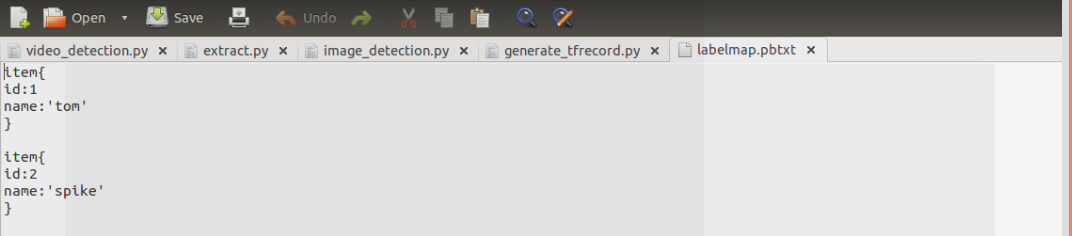 Open Save Undo
video_detection.py extract.py image_detection.py generate_tfrecord.py labelmap.pbtxt
item{
id:1
name:'tom'
}
item{
id:2
name:'spike'
}